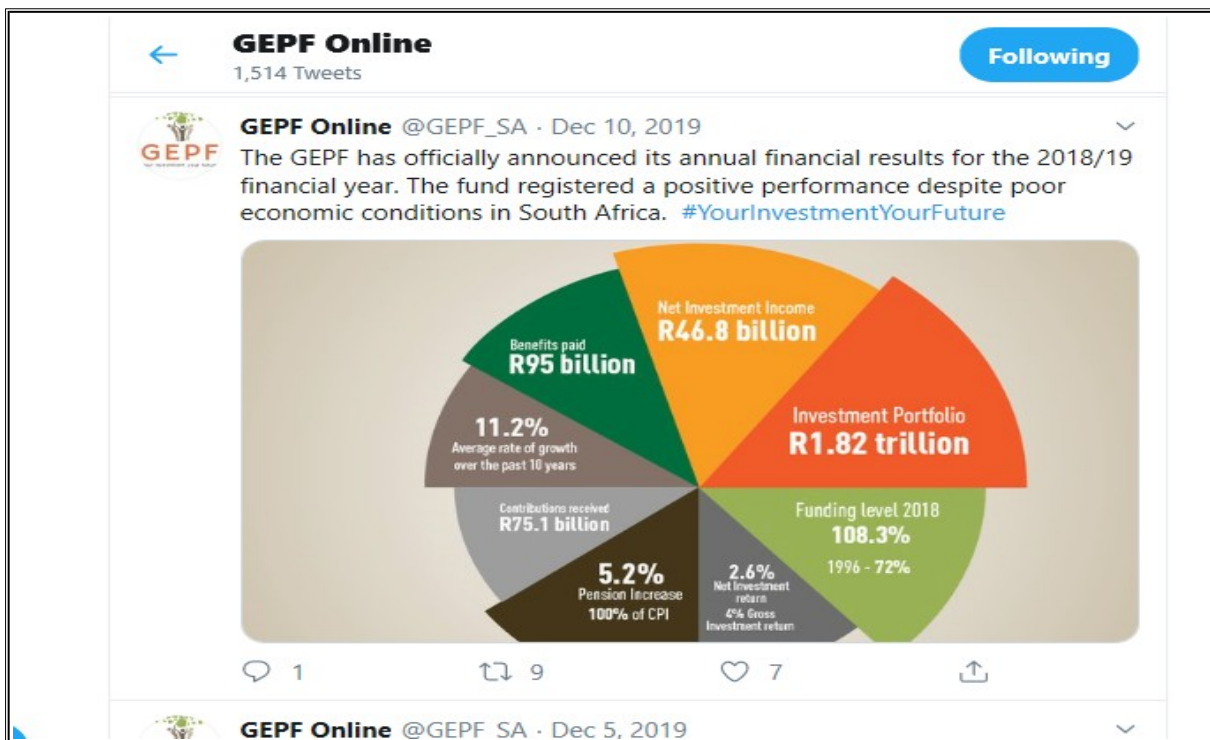 GEPF Online
1,514 Tweets
Following
GEPF Online @GEPF_SA · Dec 10, 2019
GEPF
The GEPF has officially announced its annual financial results for the 2018/19
financial year. The fund registered a positive performance despite poor
economic conditions in South Africa. #YourInvestmentYourFuture
Net Investment Income
R46.8 billion
Benefits paid
R95 billion
Investment Portfolio
R1.82 trillion
11.2%
Average rate of growth
over the past 10 years
Contributions received
R75.1 billion
Funding level 2018
108.3%
1996 - 72%
5.2%
Pension Increase
100% of CPI
2.6%
Net Investment
return
4% Gross
Investment return
1
9
7
GEPF Online @GEPF_SA · Dec 5, 2019